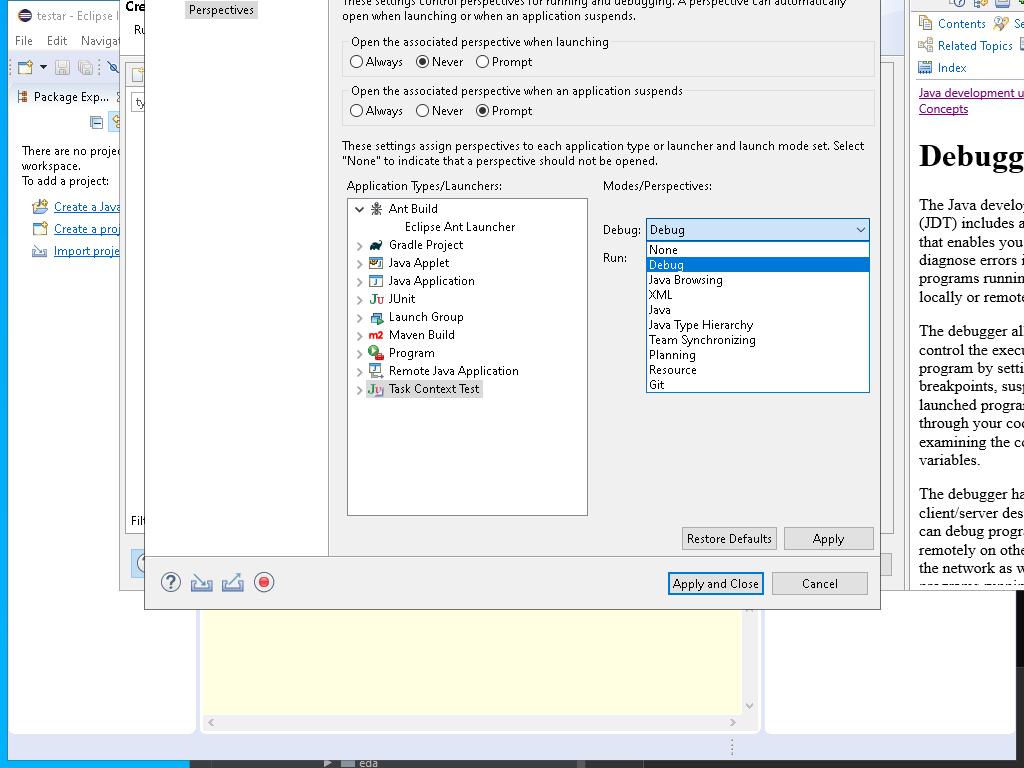 testar - Eclipse
File Edit Navigat
Package Exp...
There are no proje
workspace.
To add a project:
Create a Java
Create a proj
Import proje
Cre
Ru
ty
Filt
Perspectives
These settings control perspectives for running and debugging. A perspective can automatically
open when launching or when an application suspends.
Open the associated perspective when launching
Always Never Prompt
Open the associated perspective when an application suspends
Always Never Prompt
These settings assign perspectives to each application type or launcher and launch mode set. Select
"None" to indicate that a perspective should not be opened.
Application Types/Launchers:
Ant Build
Eclipse Ant Launcher
Gradle Project
Java Applet
Java Application
JUnit
Launch Group
Maven Build
Program
Remote Java Application
Task Context Test
Modes/Perspectives:
Debug: Debug
Run:
None
Debug
Java Browsing
XML
Java
Java Type Hierarchy
Team Synchronizing
Planning
Resource
Git
Restore Defaults Apply
Apply and Close Cancel
Contents Se
Related Topics
Index
Java development u
Concepts
Debugg
The Java develop
(JDT) includes a
that enables you
diagnose errors i
programs runnin
locally or remote
The debugger all
control the execu
program by setti
breakpoints, susp
launched program
through your cod
examining the co
variables.
The debugger ha
client/server des
can debug progra
remotely on othe
the network as w
programs runnin
eda